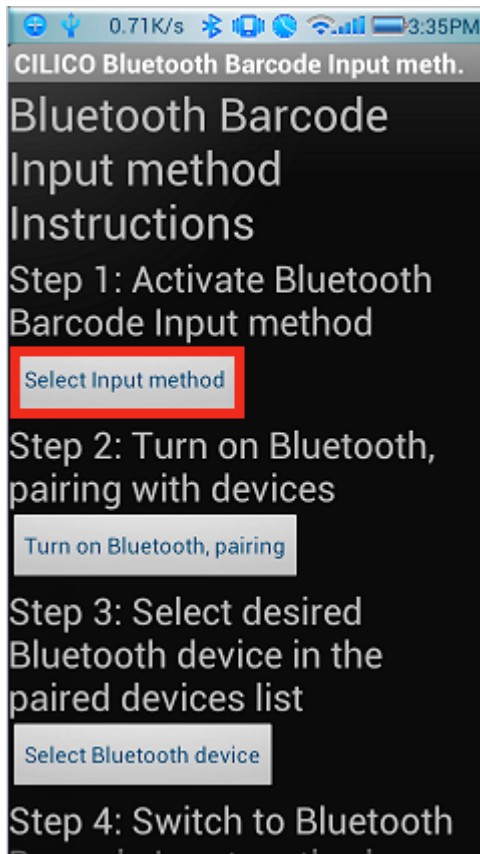 0.71K/s 3:35PM
CILICO Bluetooth Barcode Input meth.
Bluetooth Barcode
Input method
Instructions
Step 1: Activate Bluetooth
Barcode Input method
Select Input method
Step 2: Turn on Bluetooth,
pairing with devices
Turn on Bluetooth, pairing
Step 3: Select desired
Bluetooth device in the
paired devices list
Select Bluetooth device
Step 4: Switch to Bluetooth